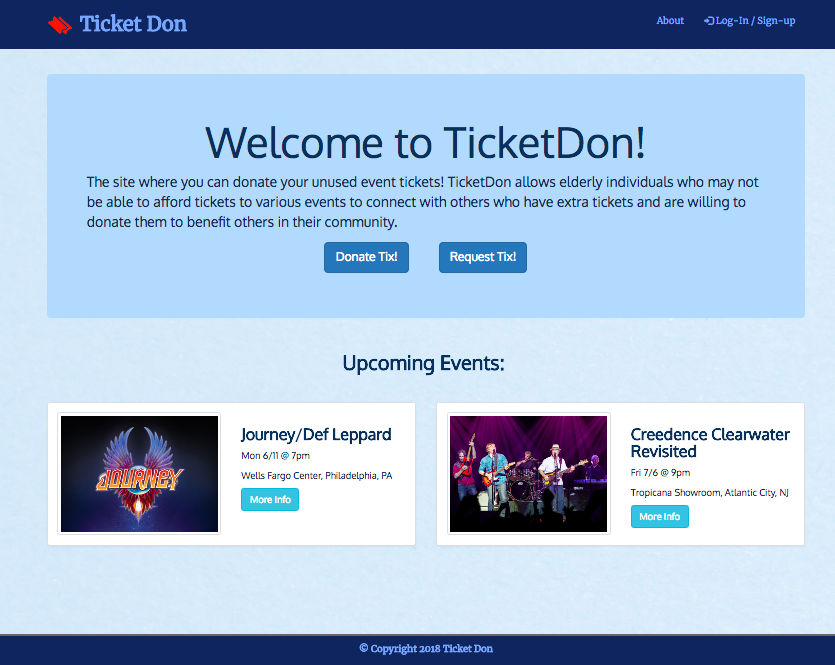 Ticket Don
About
Log-In / Sign-up
Welcome to TicketDon!
The site where you can donate your unused event tickets! TicketDon allows elderly individuals who may not
be able to afford tickets to various events to connect with others who have extra tickets and are willing to
donate them to benefit others in their community.
Donate Tix!
Request Tix!
Upcoming Events:
JOURNEY
Journey/Def Leppard
Mon 6/11 @ 7pm
Wells Fargo Center, Philadelphia, PA
More Info
Creedence Clearwater
Revisited
Fri 7/6 @ 9pm
Tropicana Showroom, Atlantic City, NJ
More Info
© Copyright 2018 Ticket Don